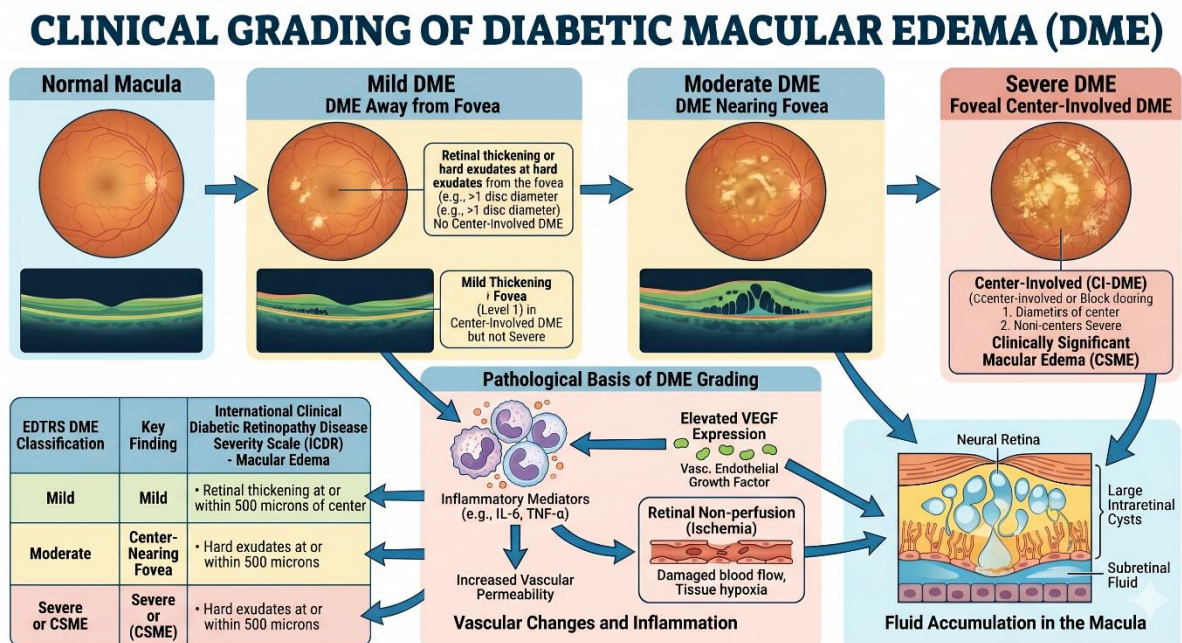 CLINICAL GRADING OF DIABETIC MACULAR EDEMA (DME)
Normal Macula
Mild DME
DME Away from Fovea
Retinal thickening or
hard exudates at hard
exudates from the fovea
(e.g., >1 disc diameter
(e.g., >1 disc diameter)
No Center-Involved DME
Mild Thickening
Fovea
(Level 1) in
Center-Involved DME
but not Severe
Moderate DME
DME Nearing Fovea
Severe DME
Foveal Center-Involved DME
Center-Involved (CI-DME)
or Block
1. of center
2. Severe
Clinically Significant
Macular Edema (CSME)
EDTRS DME
Classification
Key
Finding
International Clinical
Diabetic Retinopathy Disease
Severity Scale (ICDR)
- Macular Edema
Mild
Mild
• Retinal thickening at or
within 500 microns of center
Moderate
Center-
Nearing
Fovea
• Hard exudates at or
within 500 microns
Severe
or CSME
Severe
or
(CSME)
• Hard exudates at or
within 500 microns
Pathological Basis of DME Grading
Inflammatory Mediators
(e.g., IL-6, TNF-α)
Increased Vascular
Permeability
Elevated VEGF
Expression
Vasc. Endothelial
Growth Factor
Retinal Non-perfusion
(Ischemia)
Damaged blood flow,
Tissue hypoxia
Vascular Changes and Inflammation
Neural Retina
Large
Intraretinal
Cysts
Subretinal
Fluid
Fluid Accumulation in the Macula